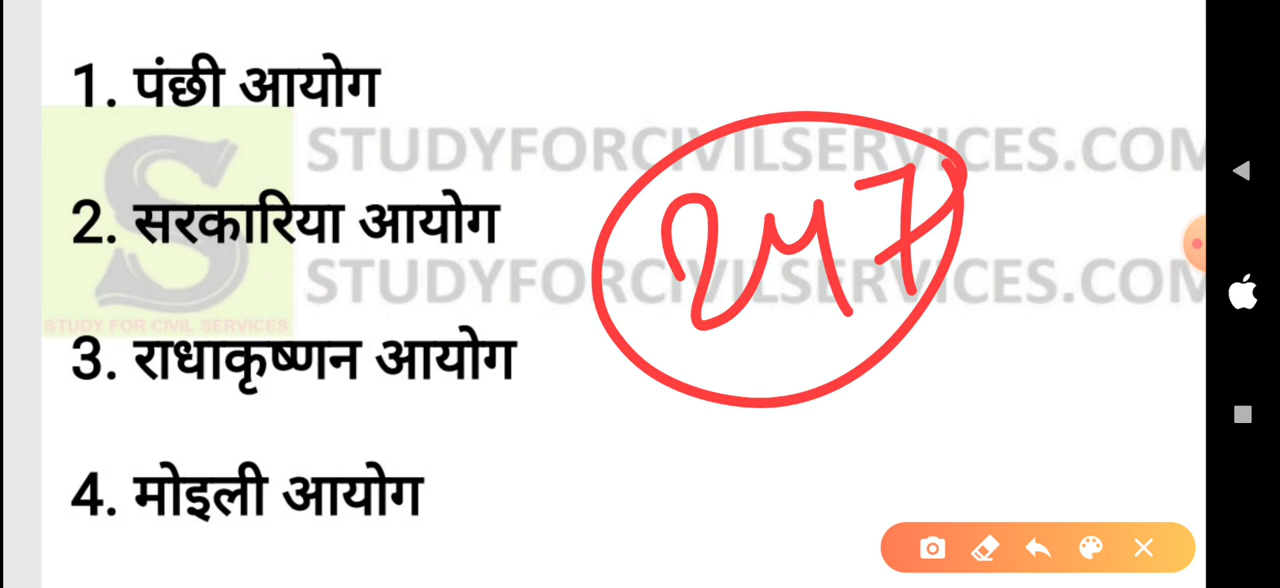 1. पंछी आयोग
STUDYFORCIVILSERVICES.COM
2. सरकारिया आयोग
247
STUDYFORCIVILSERVICES.COM
S
STUDY FOR CIVIL SERVICES
3. राधाकृष्णन आयोग
4. मोइली आयोग